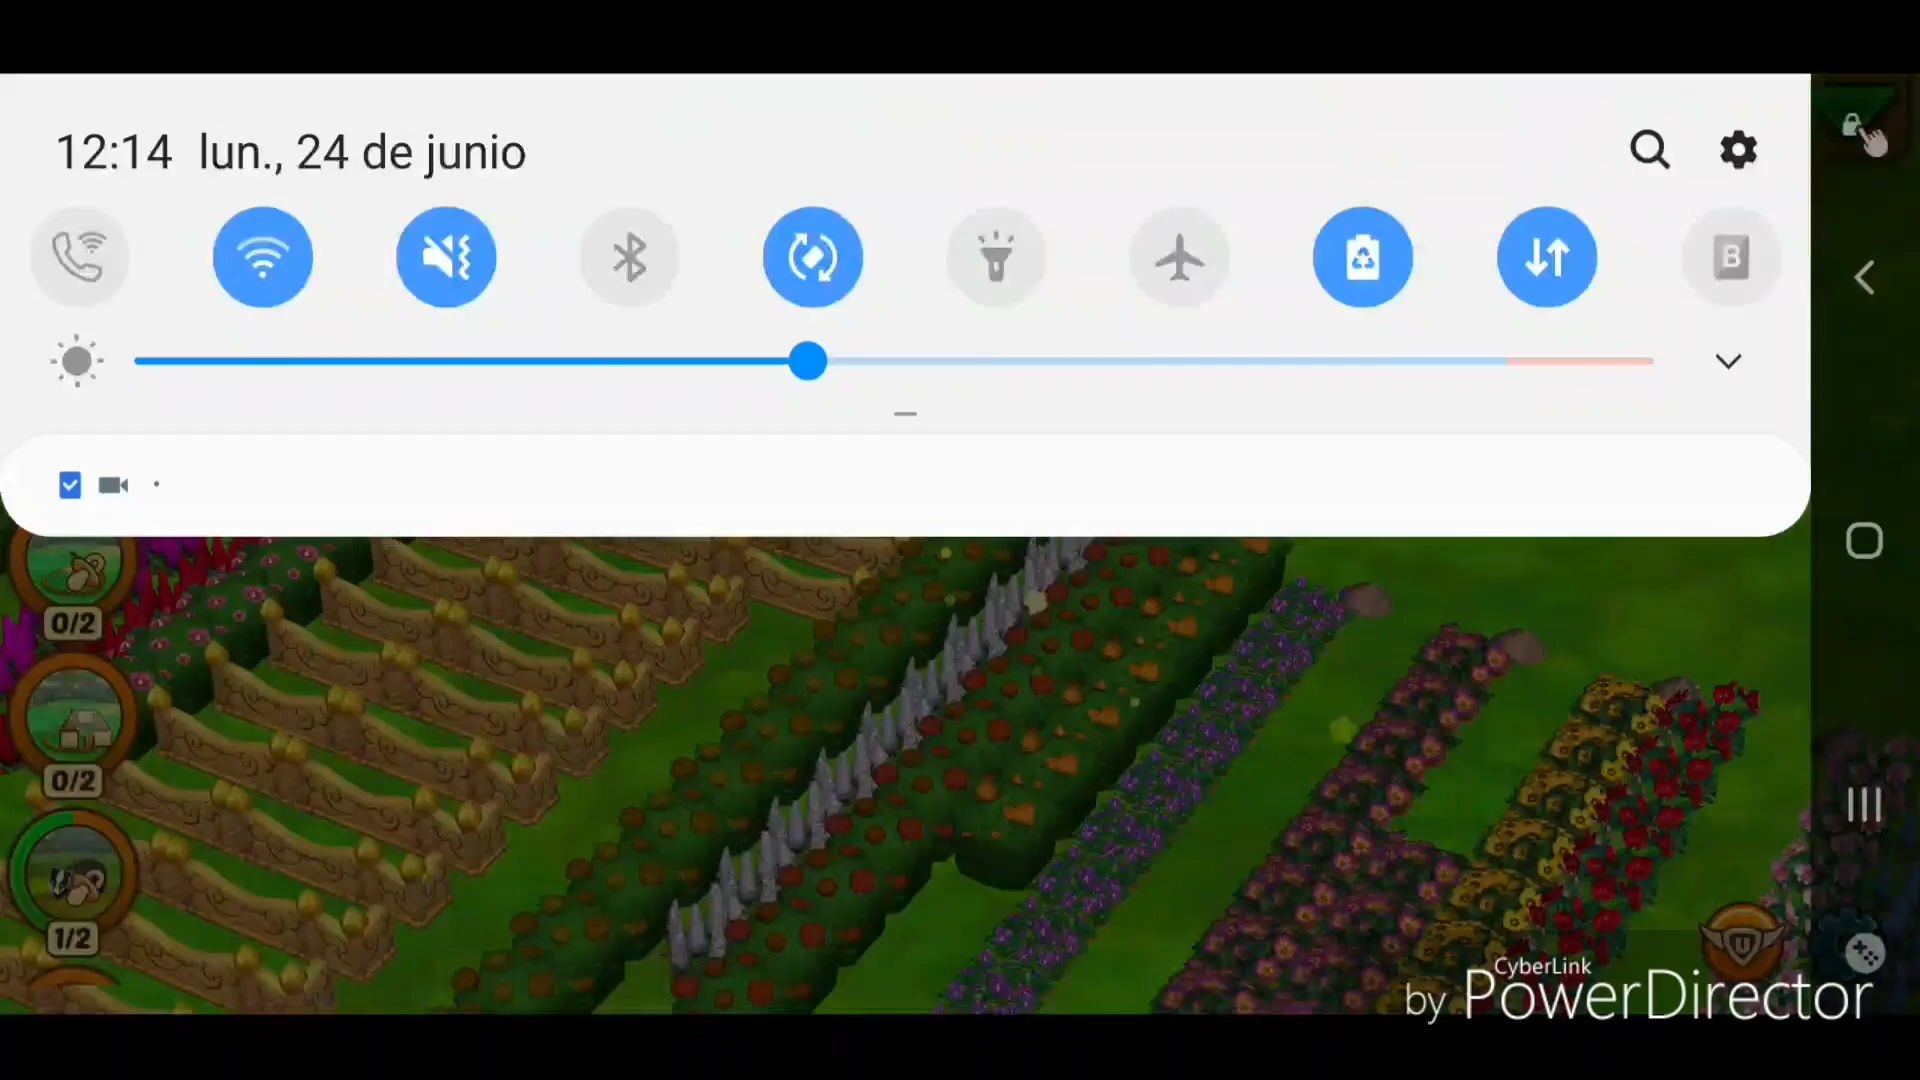 12:14 lun., 24 de junio
B
0/2
0/2
1/2
U
CyberLink
by PowerDirector